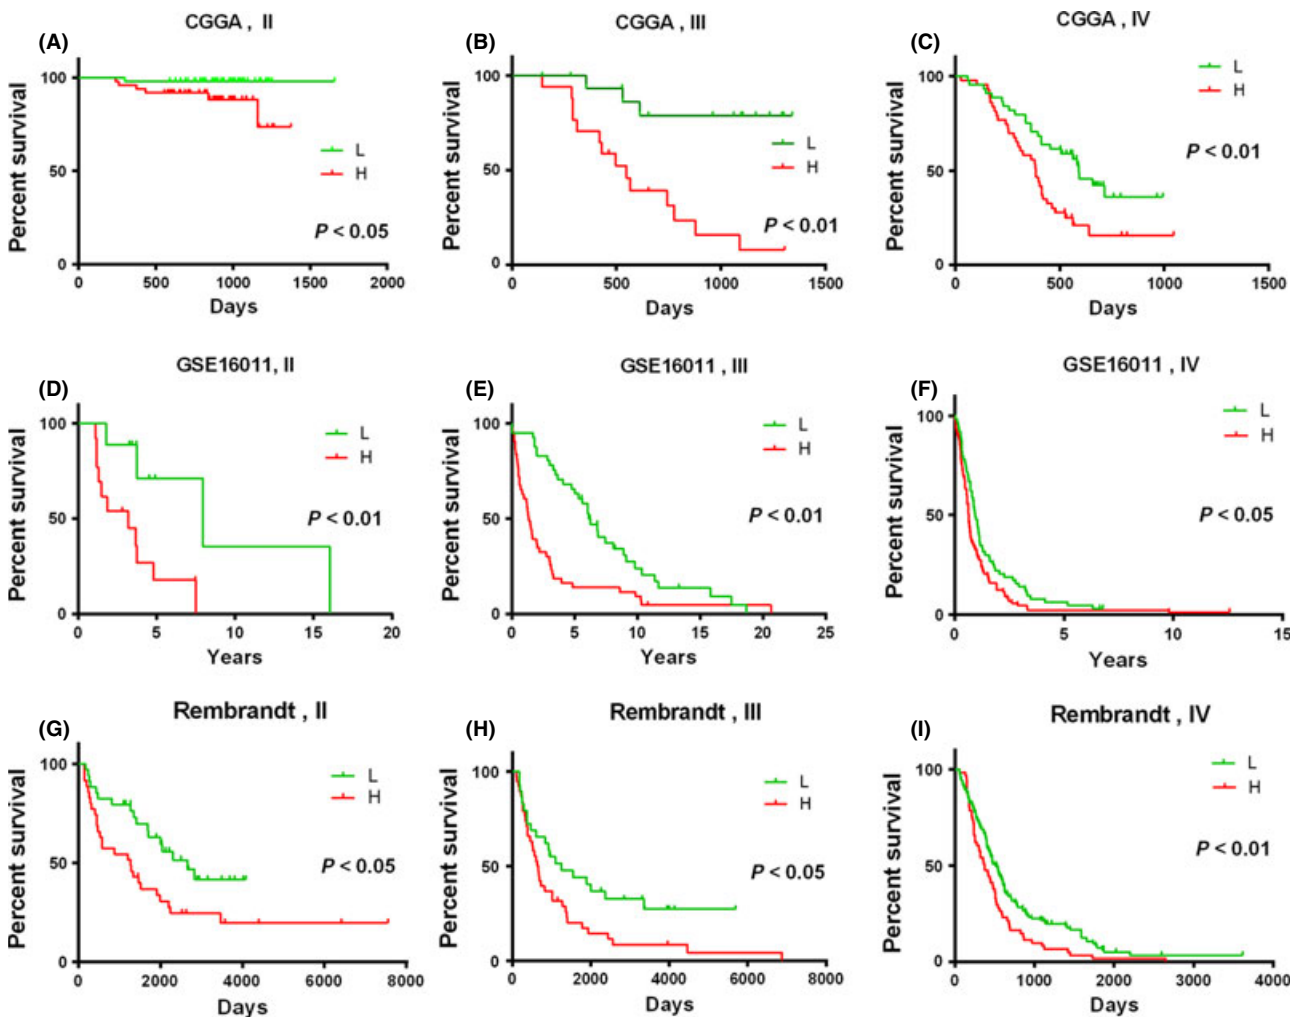 (A)
CGGA , II
Percent survival
100
50
0
0 500 1000 1500 2000
Days
L
H
P < 0.05
(B)
CGGA , III
Percent survival
100
50
0
0 500 1000 1500
Days
L
H
P < 0.01
(C)
CGGA , IV
Percent survival
100
50
0
0 500 1000 1500
Days
L
H
P < 0.01
(D)
GSE16011, II
Percent survival
100
50
0
0 5 10 15 20
Years
L
H
P < 0.01
(E)
GSE16011 , III
Percent survival
100
50
0
0 5 10 15 20 25
Years
L
H
P < 0.01
(F)
GSE16011 , IV
Percent survival
100
50
0
0 5 10 15
Years
L
H
P < 0.05
(G)
Rembrandt , II
Percent survival
100
50
0
0 2000 4000 6000 8000
Days
L
H
P < 0.05
(H)
Rembrandt , III
Percent survival
100
50
0
0 2000 4000 6000 8000
Days
L
H
P < 0.05
(I)
Rembrandt , IV
Percent survival
100
50
0
0 1000 2000 3000 4000
Days
L
H
P < 0.01